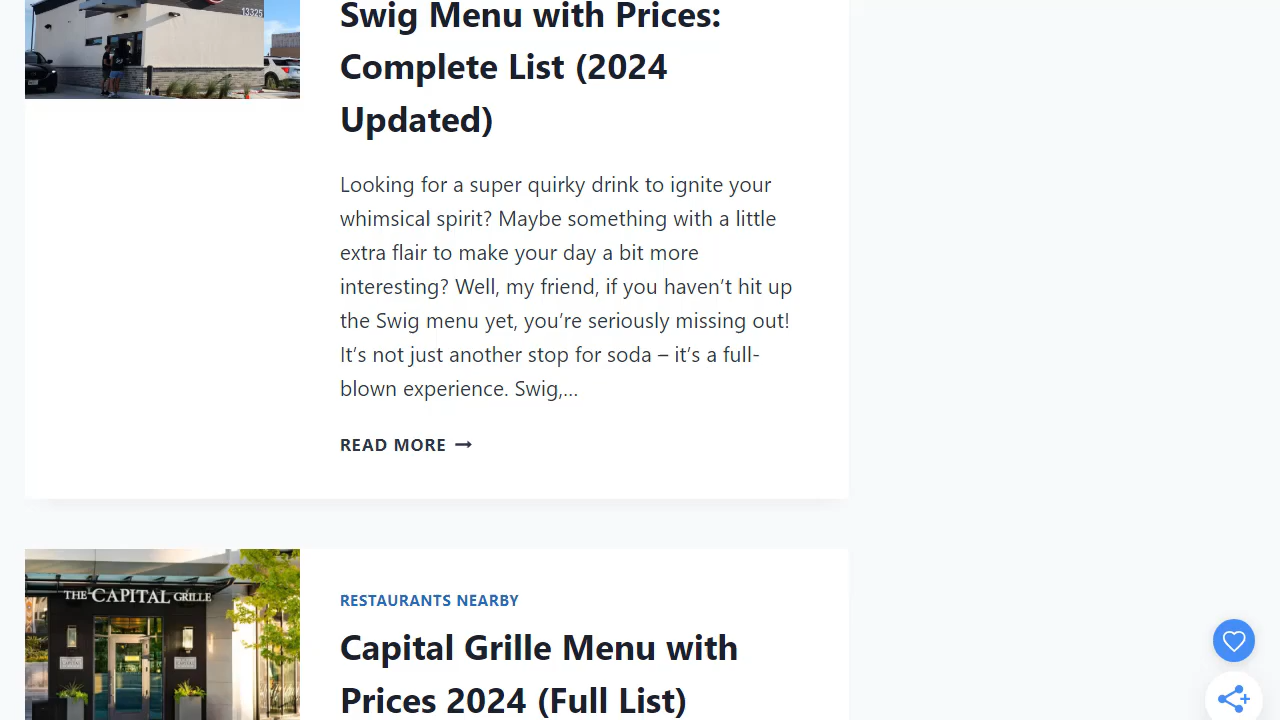 13325
Swig Menu with Prices:
Complete List (2024
Updated)
Looking for a super quirky drink to ignite your
whimsical spirit? Maybe something with a little
extra flair to make your day a bit more
interesting? Well, my friend, if you haven’t hit up
the Swig menu yet, you’re seriously missing out!
It’s not just another stop for soda – it’s a full-
blown experience. Swig,…
READ MORE
THE CAPITAL GRILLE
RESTAURANTS NEARBY
Capital Grille Menu with
Prices 2024 (Full List)